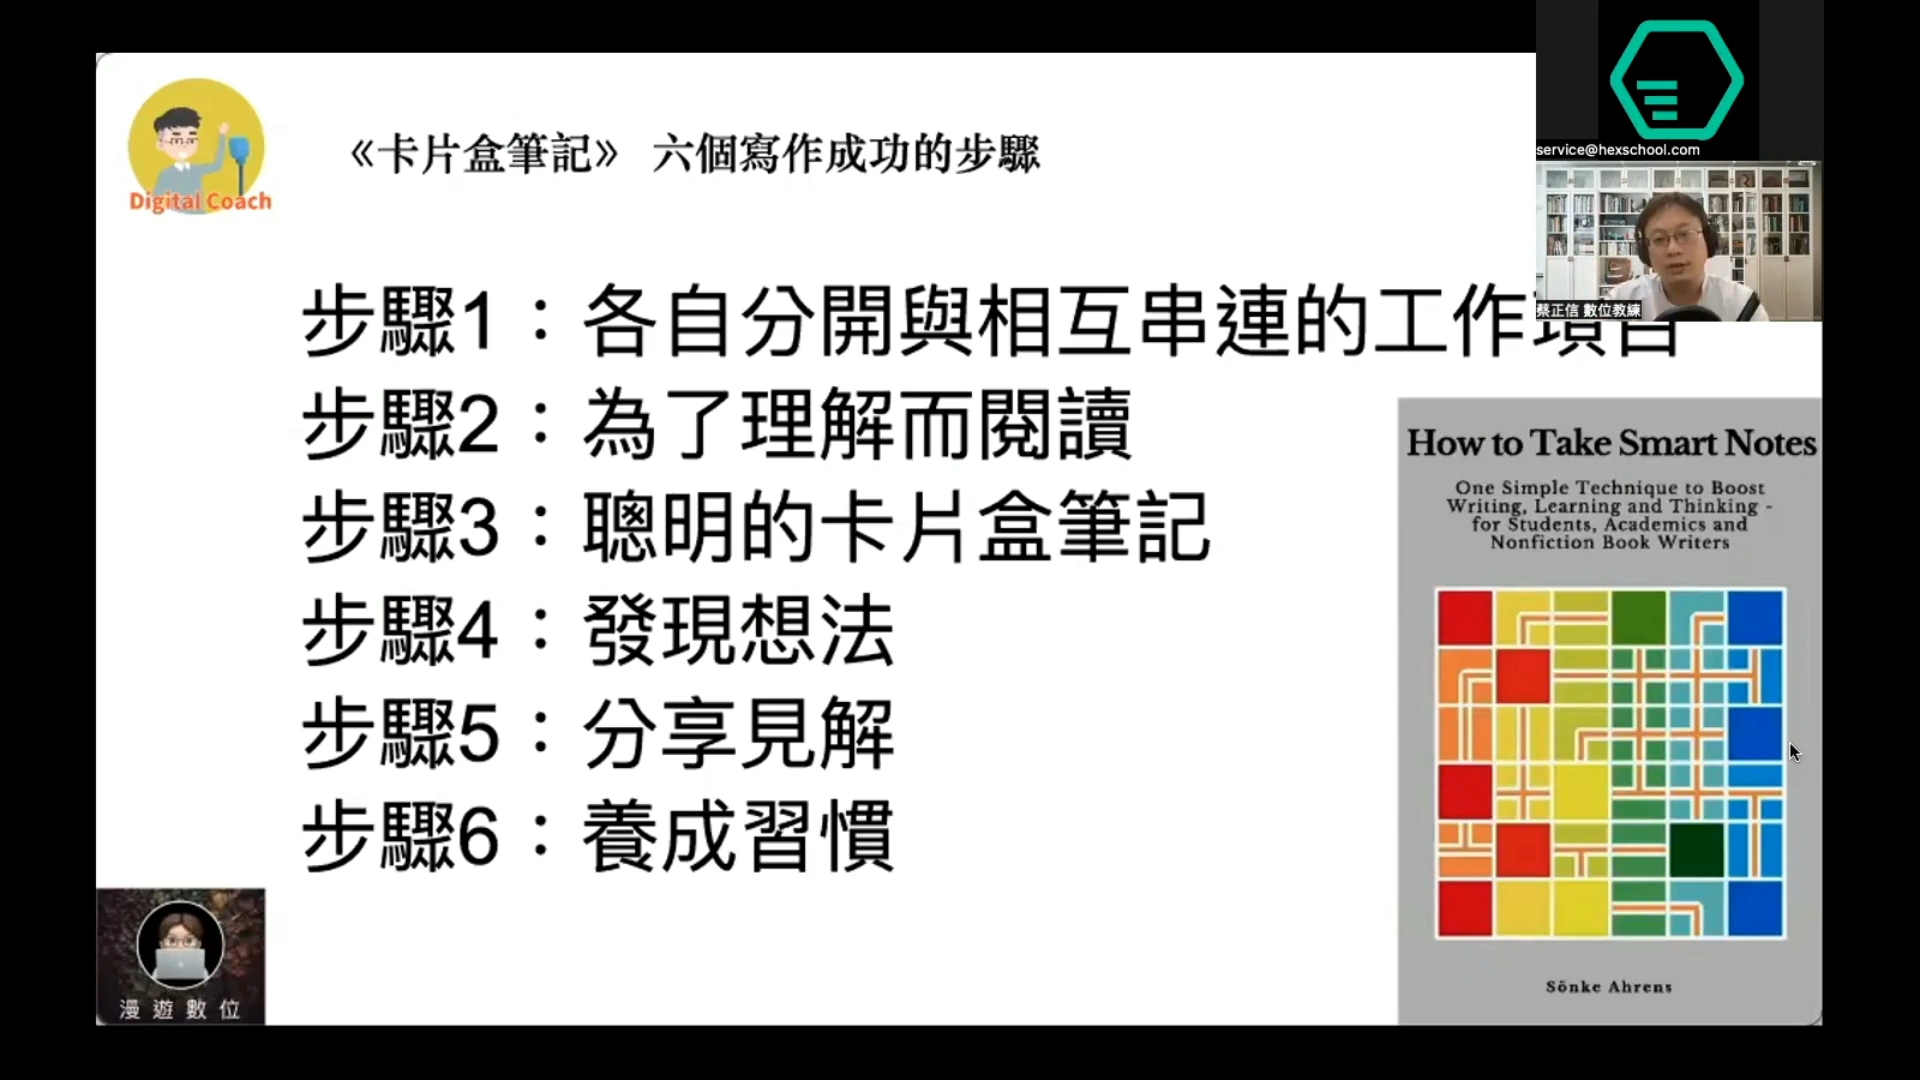 《卡片盒筆記》 六個寫作成功的步驟
Digital Coach
service@hexschool.com
蔡正信 數位教練
步驟1：各自分開與相互串連的工作項目
步驟2：為了理解而閱讀
步驟3：聰明的卡片盒筆記
步驟4：發現想法
步驟5：分享見解
步驟6：養成習慣
How to Take Smart Notes
One Simple Technique to Boost
Writing, Learning and Thinking -
for Students, Academics and
Nonfiction Book Writers
Sönke Ahrens
漫遊數位